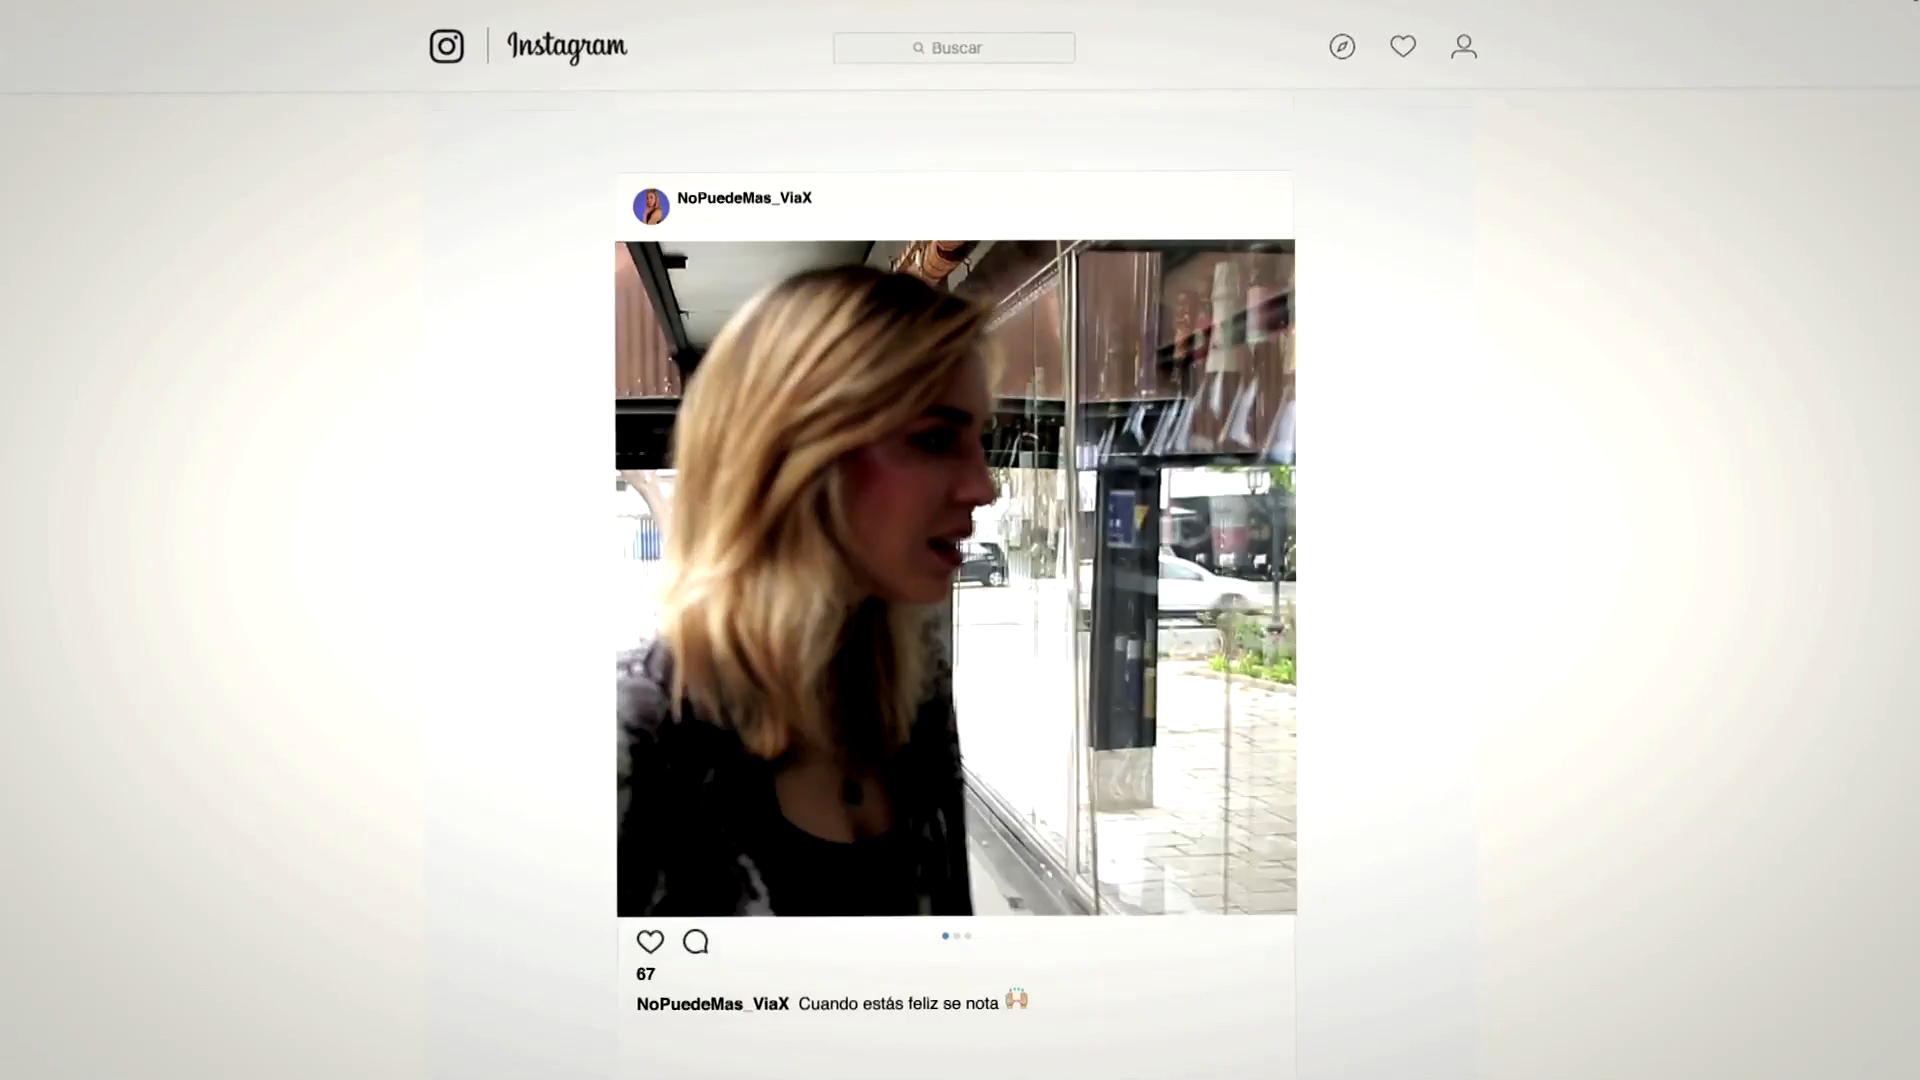 Instagram
Buscar
NoPuedeMas_ViaX
67
NoPuedeMas_ViaX Cuando estás feliz se nota 🙌🏼